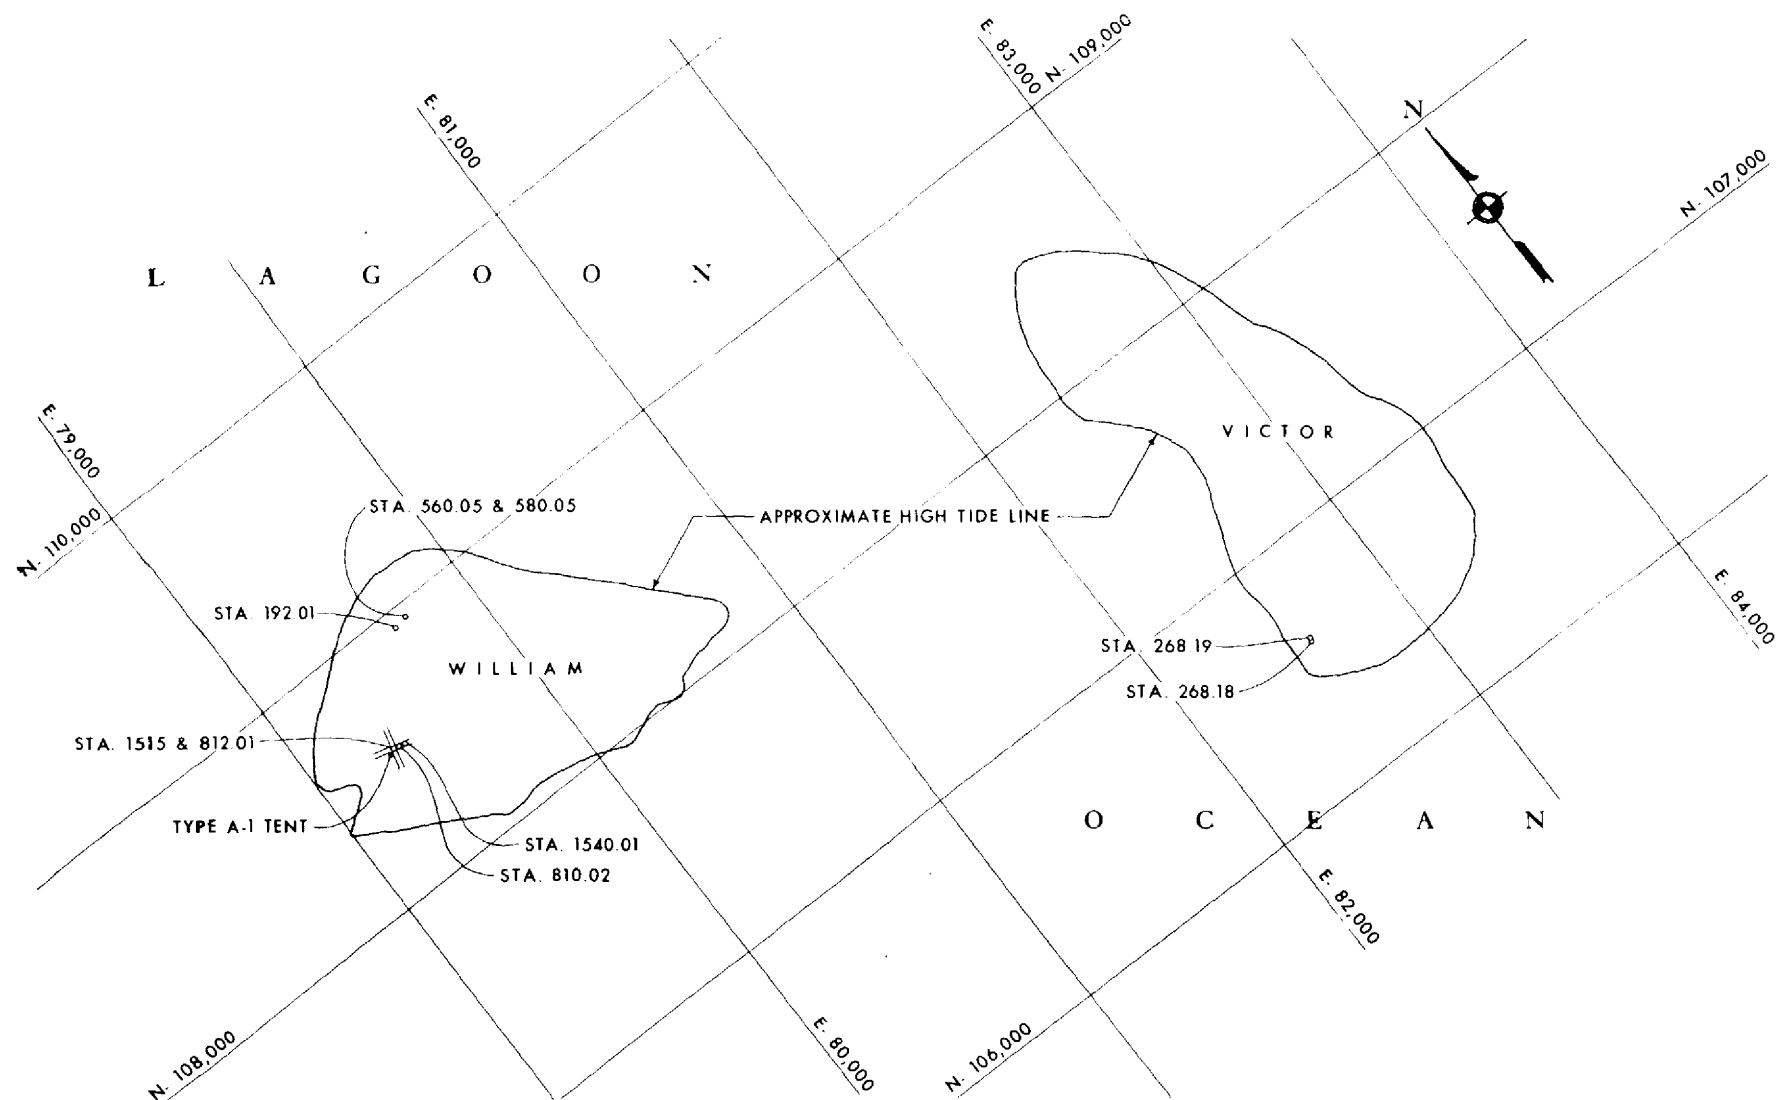 E- 83,000
N- 109,000
E- 81,000
N
N- 107,000
L A G O O N
E- 79,000
VICTOR
N- 110,000
STA. 560.05 & 580.05
APPROXIMATE HIGH TIDE LINE
STA. 192.01
E- 84,000
STA. 268.19
WILLIAM
STA. 268.18
STA. 1515 & 812.01
TYPE A-1 TENT
O C E A N
STA. 1540.01
STA. 810.02
E- 82,000
N- 108,000
E- 80,000
N- 106,000